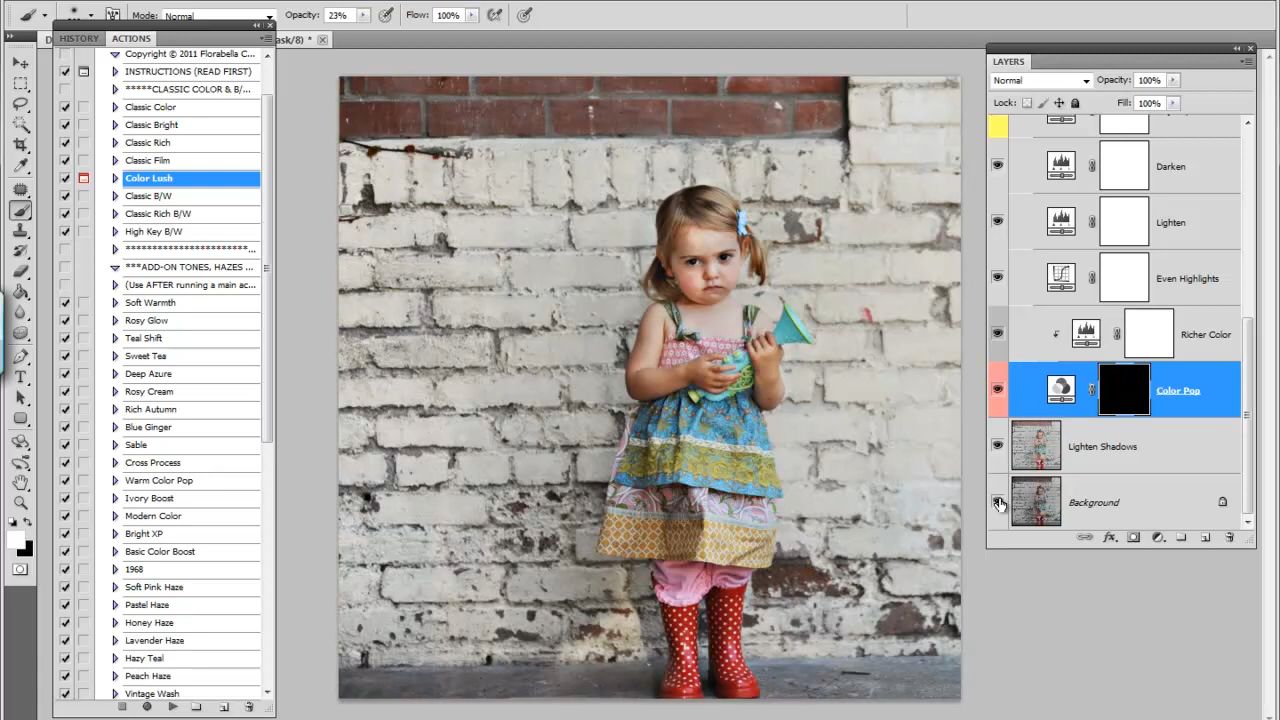 Mode: Normal Opacity: 23% Flow: 100%
ask/8) *
HISTORY ACTIONS
Copyright © 2011 Florabella C...
INSTRUCTIONS (READ FIRST)
*****CLASSIC COLOR & B/...
Classic Color
Classic Bright
Classic Rich
Classic Film
Color Lush
Classic B/W
Classic Rich B/W
High Key B/W
***********************...
***ADD-ON TONES, HAZES ...
(Use AFTER running a main ac...
Soft Warmth
Rosy Glow
Teal Shift
Sweet Tea
Deep Azure
Rosy Cream
Rich Autumn
Blue Ginger
Sable
Cross Process
Warm Color Pop
Ivory Boost
Modern Color
Bright XP
Basic Color Boost
1968
Soft Pink Haze
Pastel Haze
Honey Haze
Lavender Haze
Hazy Teal
Peach Haze
Vintage Wash
LAYERS
Normal Opacity: 100%
Lock: Fill: 100%
Darken
Lighten
Even Highlights
Richer Color
Color Pop
Lighten Shadows
Background
fx